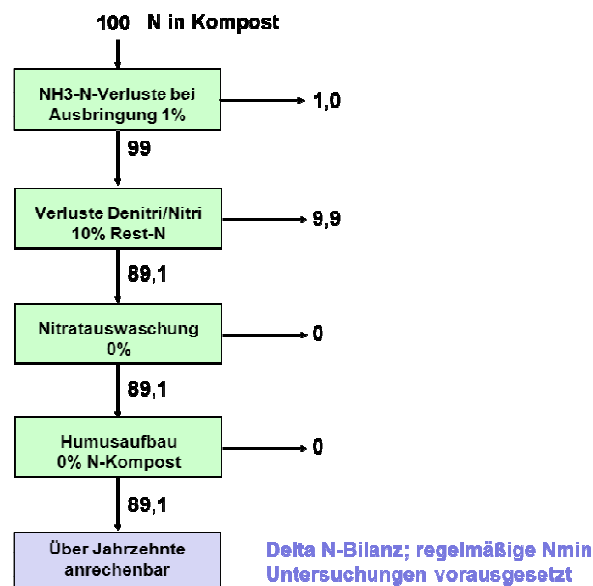 100 N in Kompost
NH3-N-Verluste bei
Ausbringung 1%
1,0
99
Verluste Denitri/Nitri
10% Rest-N
9,9
89,1
Nitratauswaschung
0%
0
89,1
Humusaufbau
0% N-Kompost
0
89,1
Über Jahrzehnte
anrechenbar
Delta N-Bilanz; regelmäßige Nmin
Untersuchungen vorausgesetzt